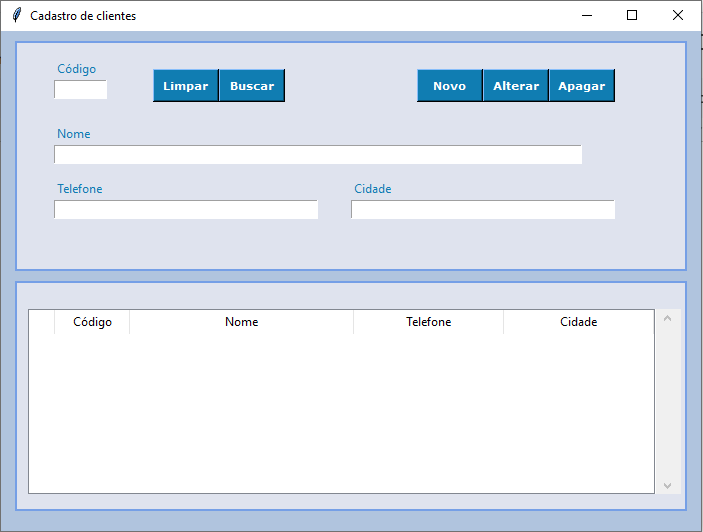 Cadastro de clientes
Código
Limpar Buscar Novo Alterar Apagar
Nome
Telefone Cidade
Código Nome Telefone Cidade